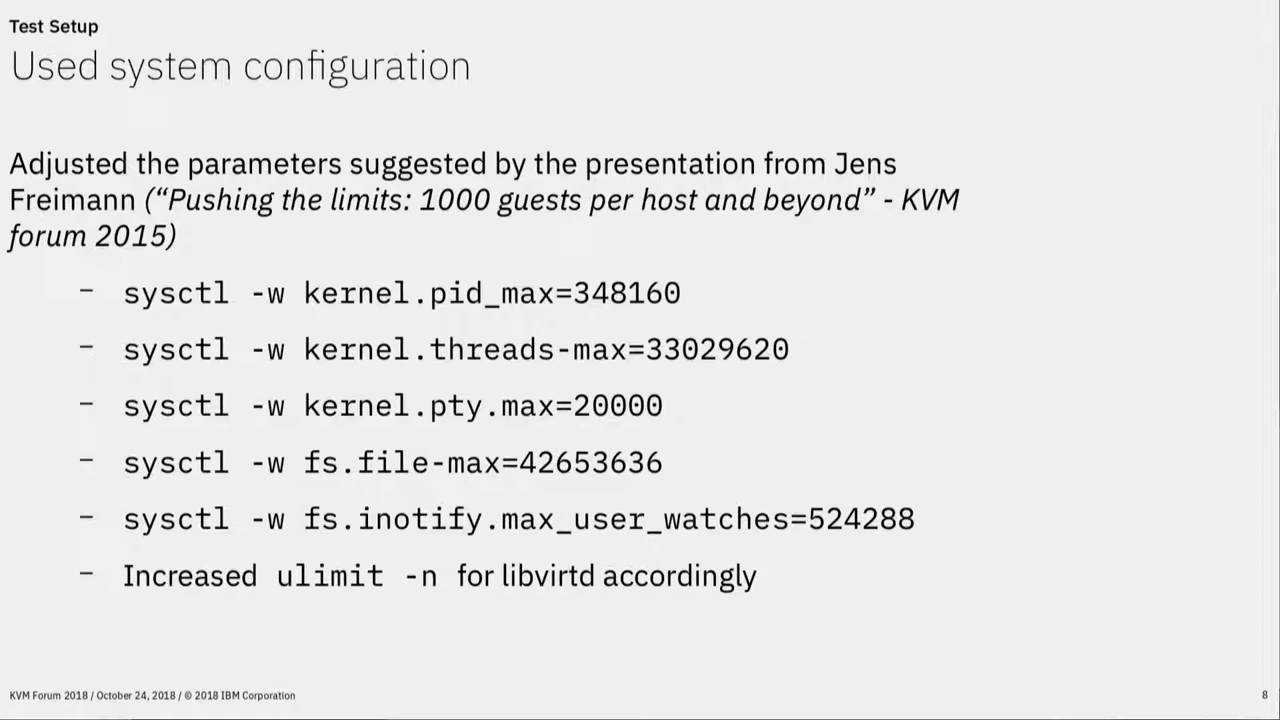 Test Setup
Used system configuration
Adjusted the parameters suggested by the presentation from Jens
Freimann (“Pushing the limits: 1000 guests per host and beyond” - KVM
forum 2015)
– sysctl -w kernel.pid_max=348160
– sysctl -w kernel.threads-max=33029620
– sysctl -w kernel.pty.max=20000
– sysctl -w fs.file-max=42653636
– sysctl -w fs.inotify.max_user_watches=524288
– Increased ulimit -n for libvirtd accordingly
KVM Forum 2018 / October 24, 2018 / © 2018 IBM Corporation
8